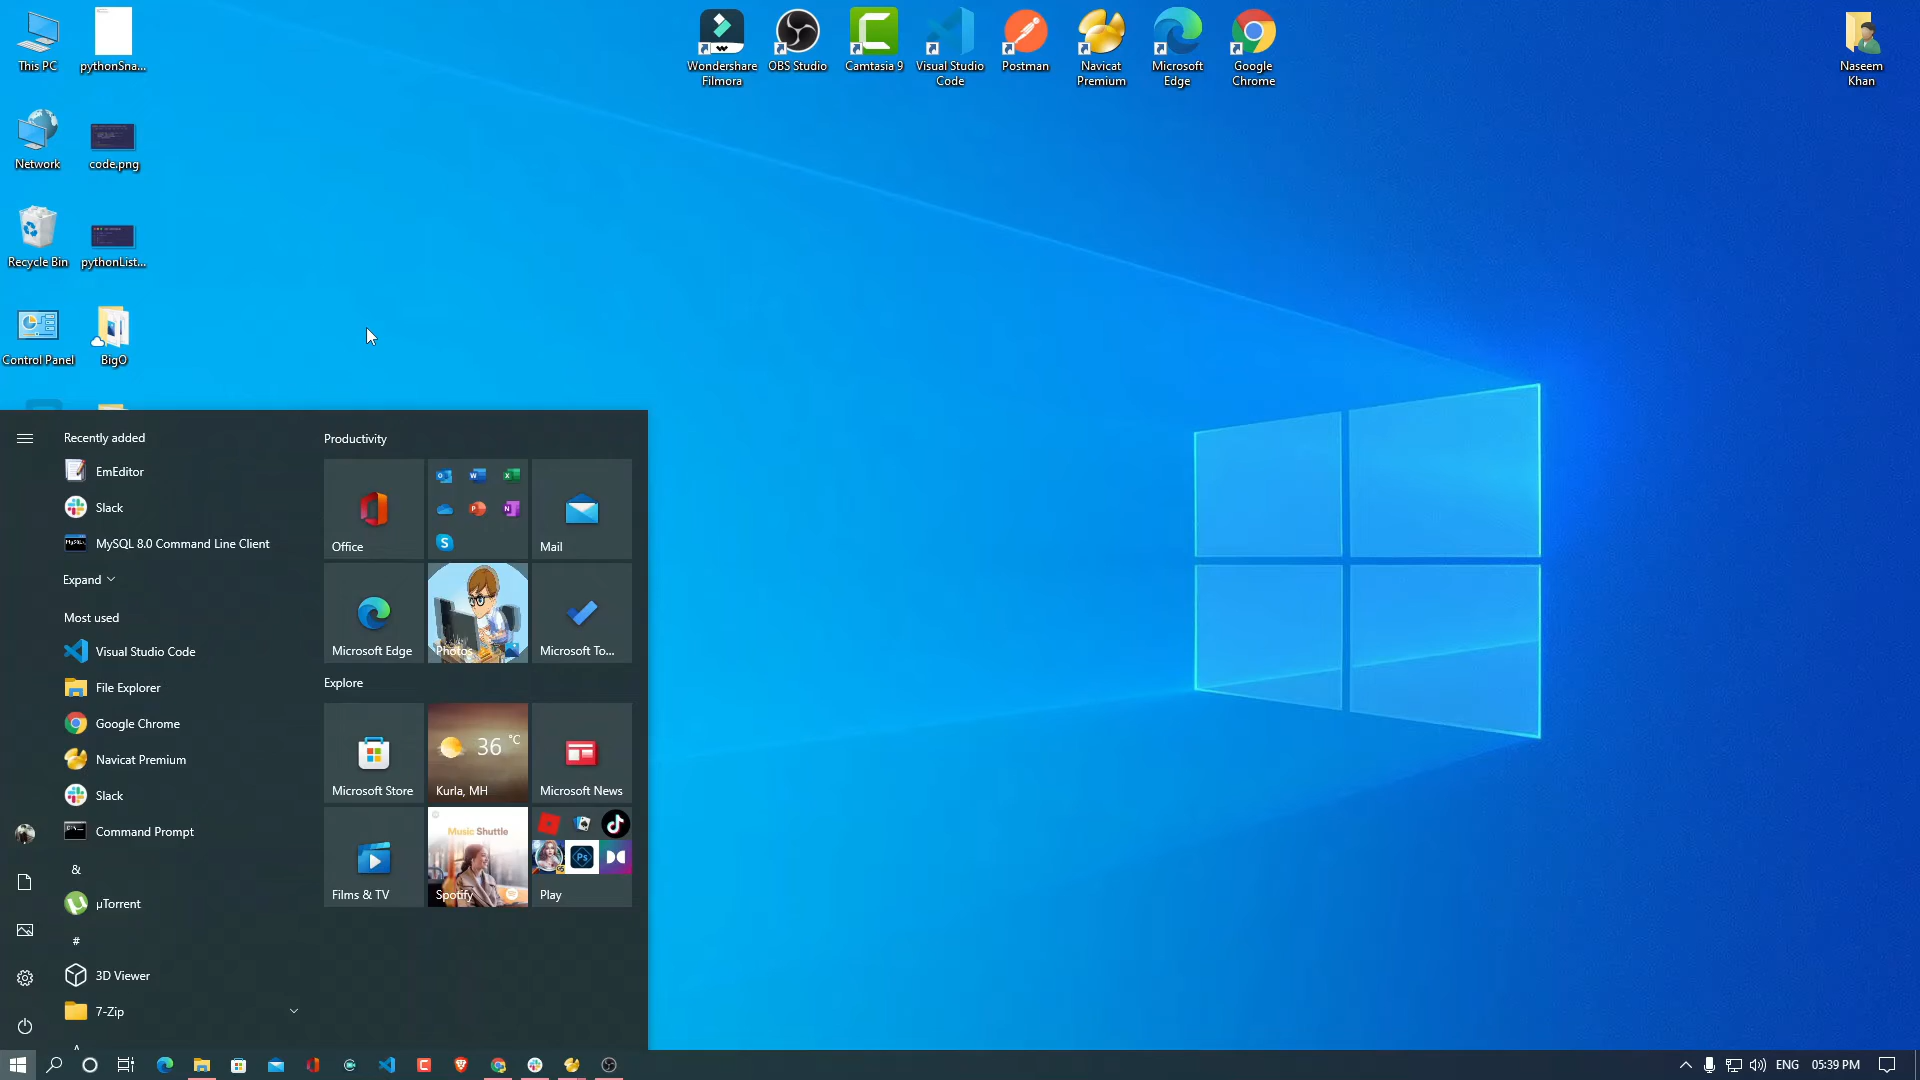 This PC
pythonSna...
Wondershare
Filmora
OBS Studio
Camtasia 9
Visual Studio
Code
Postman
Navicat
Premium
Microsoft
Edge
Google
Chrome
Naseem
Khan
Network
code.png
Recycle Bin
pythonList...
Control Panel
BigO
Recently added
EmEditor
Slack
MySQL 8.0 Command Line Client
Expand
Most used
Visual Studio Code
File Explorer
Google Chrome
Navicat Premium
Slack
Command Prompt
&
µTorrent
#
3D Viewer
7-Zip
A
Productivity
Office
Mail
Microsoft Edge
Photos
Microsoft To...
Explore
Microsoft Store
36 °C
Kurla, MH
Microsoft News
Films & TV
Music Shuttle
Spotify
Ps
Play
ENG
05:39 PM